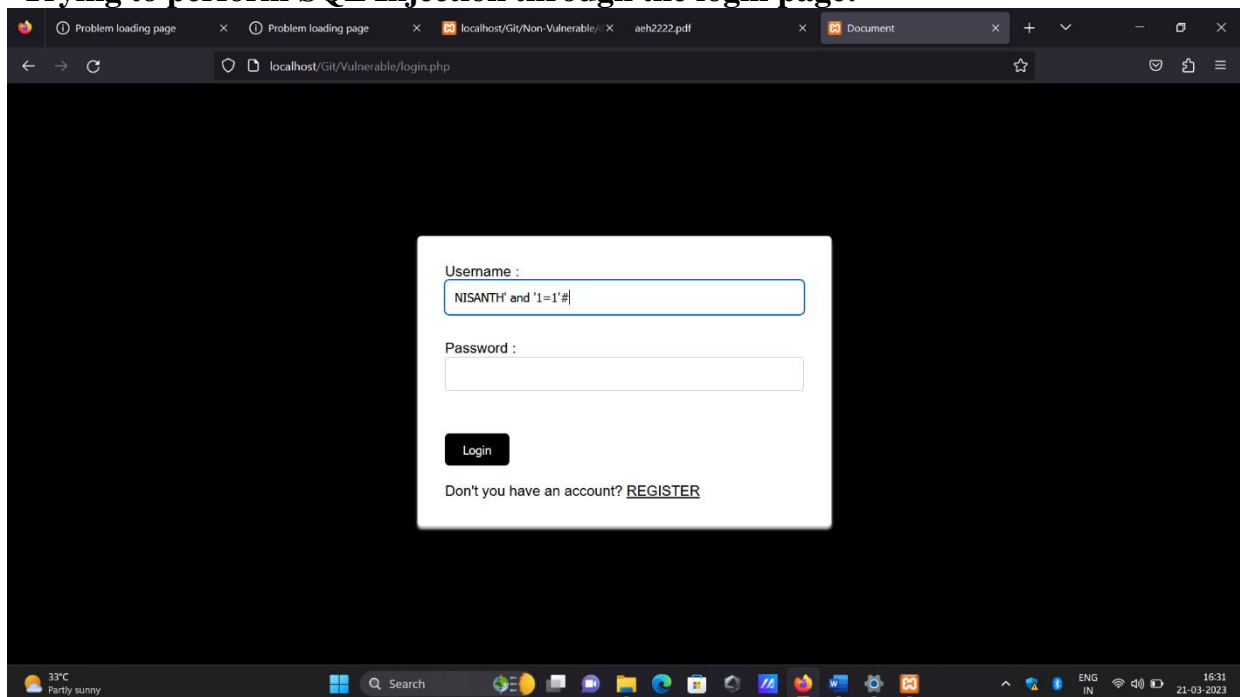 Trying to perform SQL injection through the login page.
Problem loading page
Problem loading page
localhost/Git/Non-Vulnerable/
aeh2222.pdf
Document
localhost/Git/Vulnerable/login.php
Username :
NISANTH' and '1=1'#
Password :
Login
Don't you have an account? REGISTER
33°C
Partly sunny
Search
ENG
IN
16:31
21-03-2023